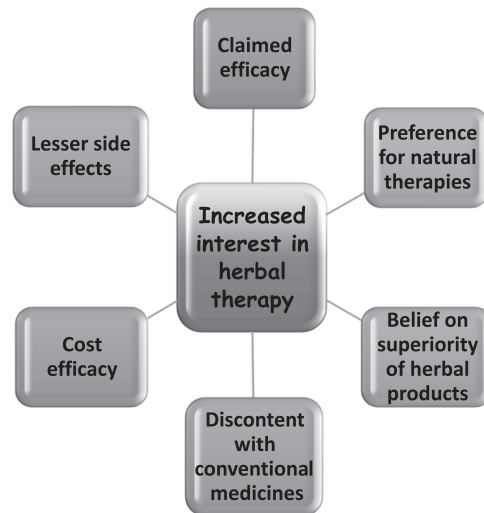 Claimed
efficacy
Lesser side
effects
Preference
for natural
therapies
Increased
interest in
herbal
therapy
Cost
efficacy
Belief on
superiority
of herbal
products
Discontent
with
conventional
medicines